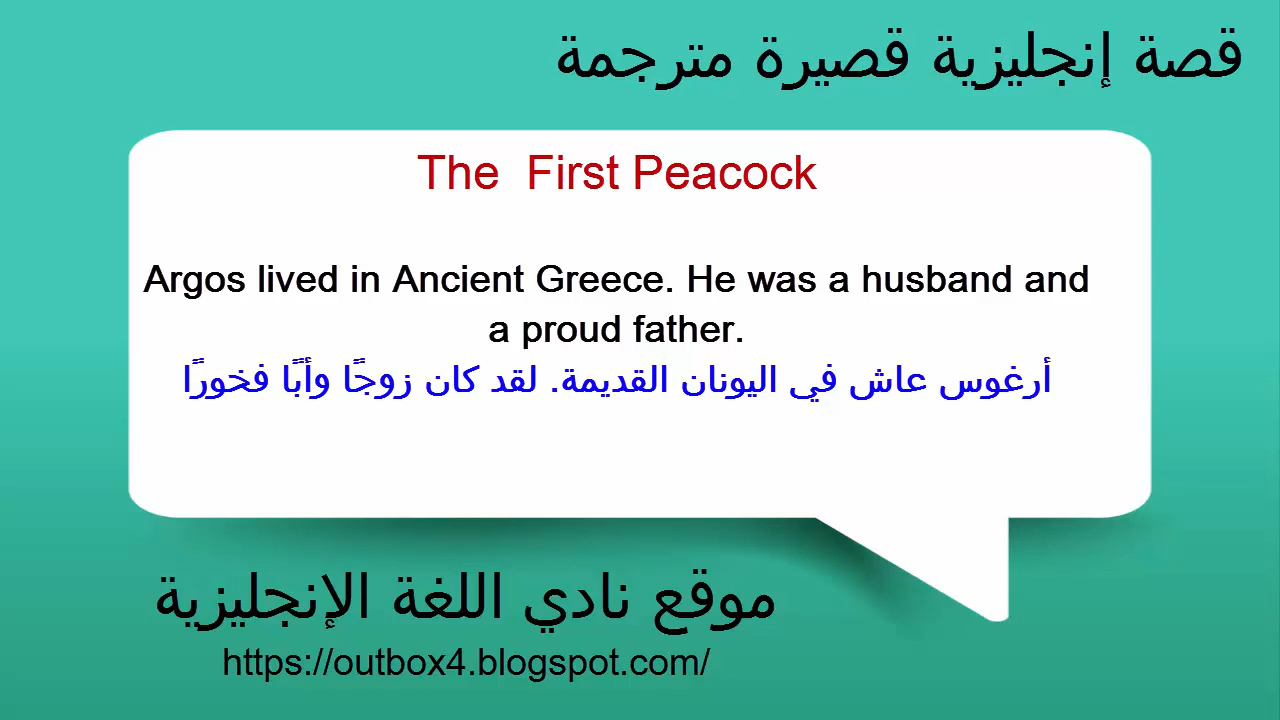 قصة إنجليزية قصيرة مترجمة
The First Peacock
Argos lived in Ancient Greece. He was a husband and
a proud father.
أرغوس عاش في اليونان القديمة. لقد كان زوجًا وأبًا فخورًا
موقع نادي اللغة الإنجليزية
https://outbox4.blogspot.com/